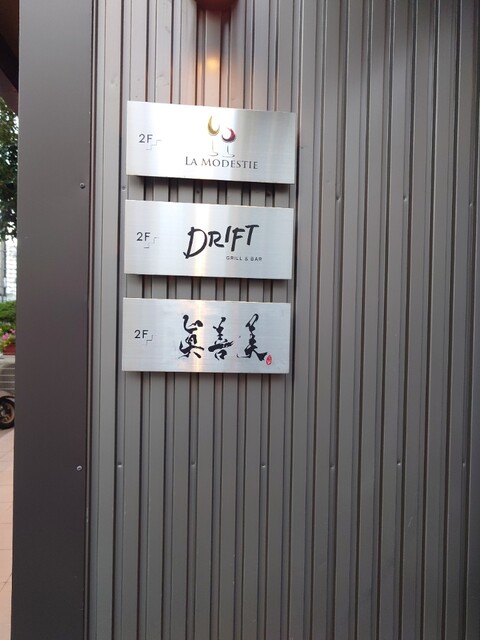 2F
LA MODESTIE
2F
DRIFT
GRILL & BAR
2F
眞善美